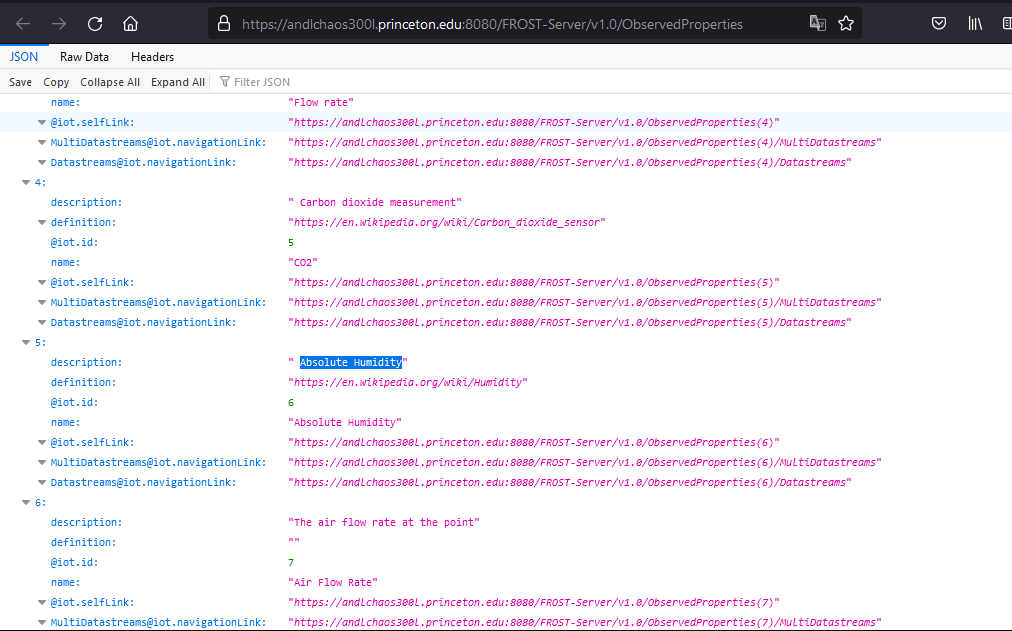 https://andlchaos300l.princeton.edu:8080/FROST-Server/v1.0/ObservedProperties
JSON Raw Data Headers
Save Copy Collapse All Expand All Filter JSON
name: "Flow rate"
@iot.selfLink: "https://andlchaos300l.princeton.edu:8080/FROST-Server/v1.0/ObservedProperties(4)"
MultiDatastreams@iot.navigationLink: "https://andlchaos300l.princeton.edu:8080/FROST-Server/v1.0/ObservedProperties(4)/MultiDatastreams"
Datastreams@iot.navigationLink: "https://andlchaos300l.princeton.edu:8080/FROST-Server/v1.0/ObservedProperties(4)/Datastreams"
4:
description: " Carbon dioxide measurement"
definition: "https://en.wikipedia.org/wiki/Carbon_dioxide_sensor"
@iot.id: 5
name: "CO2"
@iot.selfLink: "https://andlchaos300l.princeton.edu:8080/FROST-Server/v1.0/ObservedProperties(5)"
MultiDatastreams@iot.navigationLink: "https://andlchaos300l.princeton.edu:8080/FROST-Server/v1.0/ObservedProperties(5)/MultiDatastreams"
Datastreams@iot.navigationLink: "https://andlchaos300l.princeton.edu:8080/FROST-Server/v1.0/ObservedProperties(5)/Datastreams"
5:
description: " Absolute Humidity"
definition: "https://en.wikipedia.org/wiki/Humidity"
@iot.id: 6
name: "Absolute Humidity"
@iot.selfLink: "https://andlchaos300l.princeton.edu:8080/FROST-Server/v1.0/ObservedProperties(6)"
MultiDatastreams@iot.navigationLink: "https://andlchaos300l.princeton.edu:8080/FROST-Server/v1.0/ObservedProperties(6)/MultiDatastreams"
Datastreams@iot.navigationLink: "https://andlchaos300l.princeton.edu:8080/FROST-Server/v1.0/ObservedProperties(6)/Datastreams"
6:
description: "The air flow rate at the point"
definition: ""
@iot.id: 7
name: "Air Flow Rate"
@iot.selfLink: "https://andlchaos300l.princeton.edu:8080/FROST-Server/v1.0/ObservedProperties(7)"
MultiDatastreams@iot.navigationLink: "https://andlchaos300l.princeton.edu:8080/FROST-Server/v1.0/ObservedProperties(7)/MultiDatastreams"